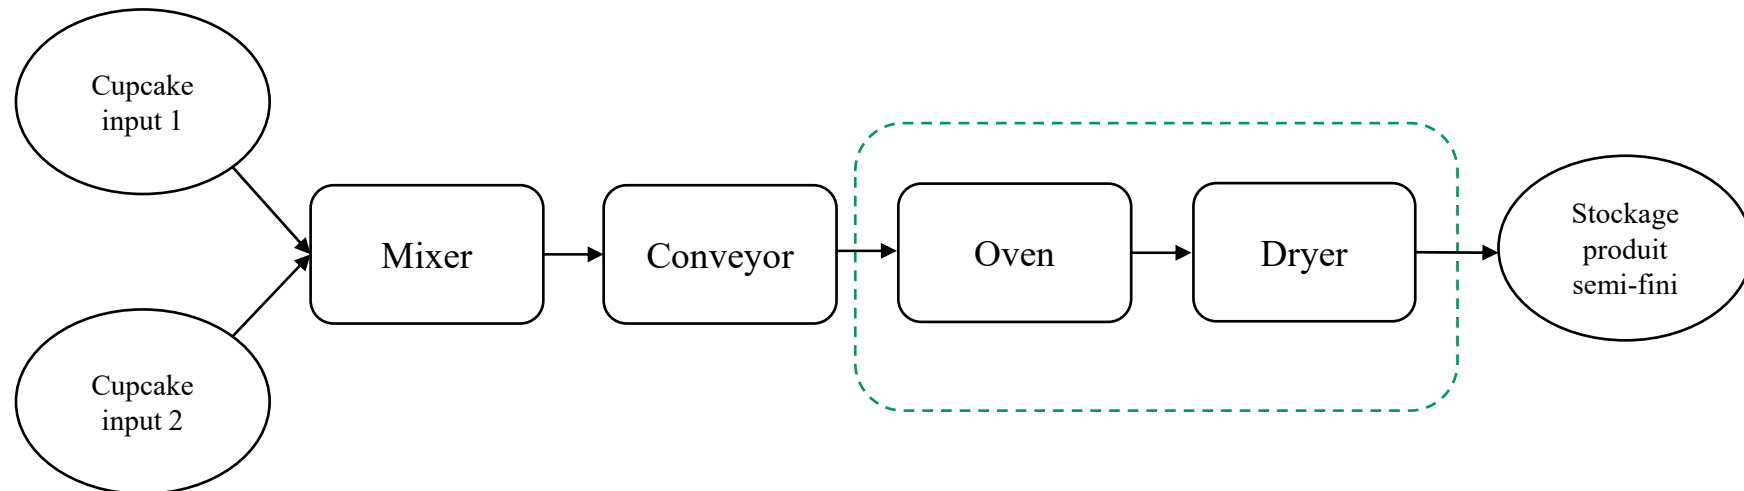 Cupcake
input 1
Cupcake
input 2
Mixer
Conveyor
Oven
Dryer
Stockage
produit
semi-fini